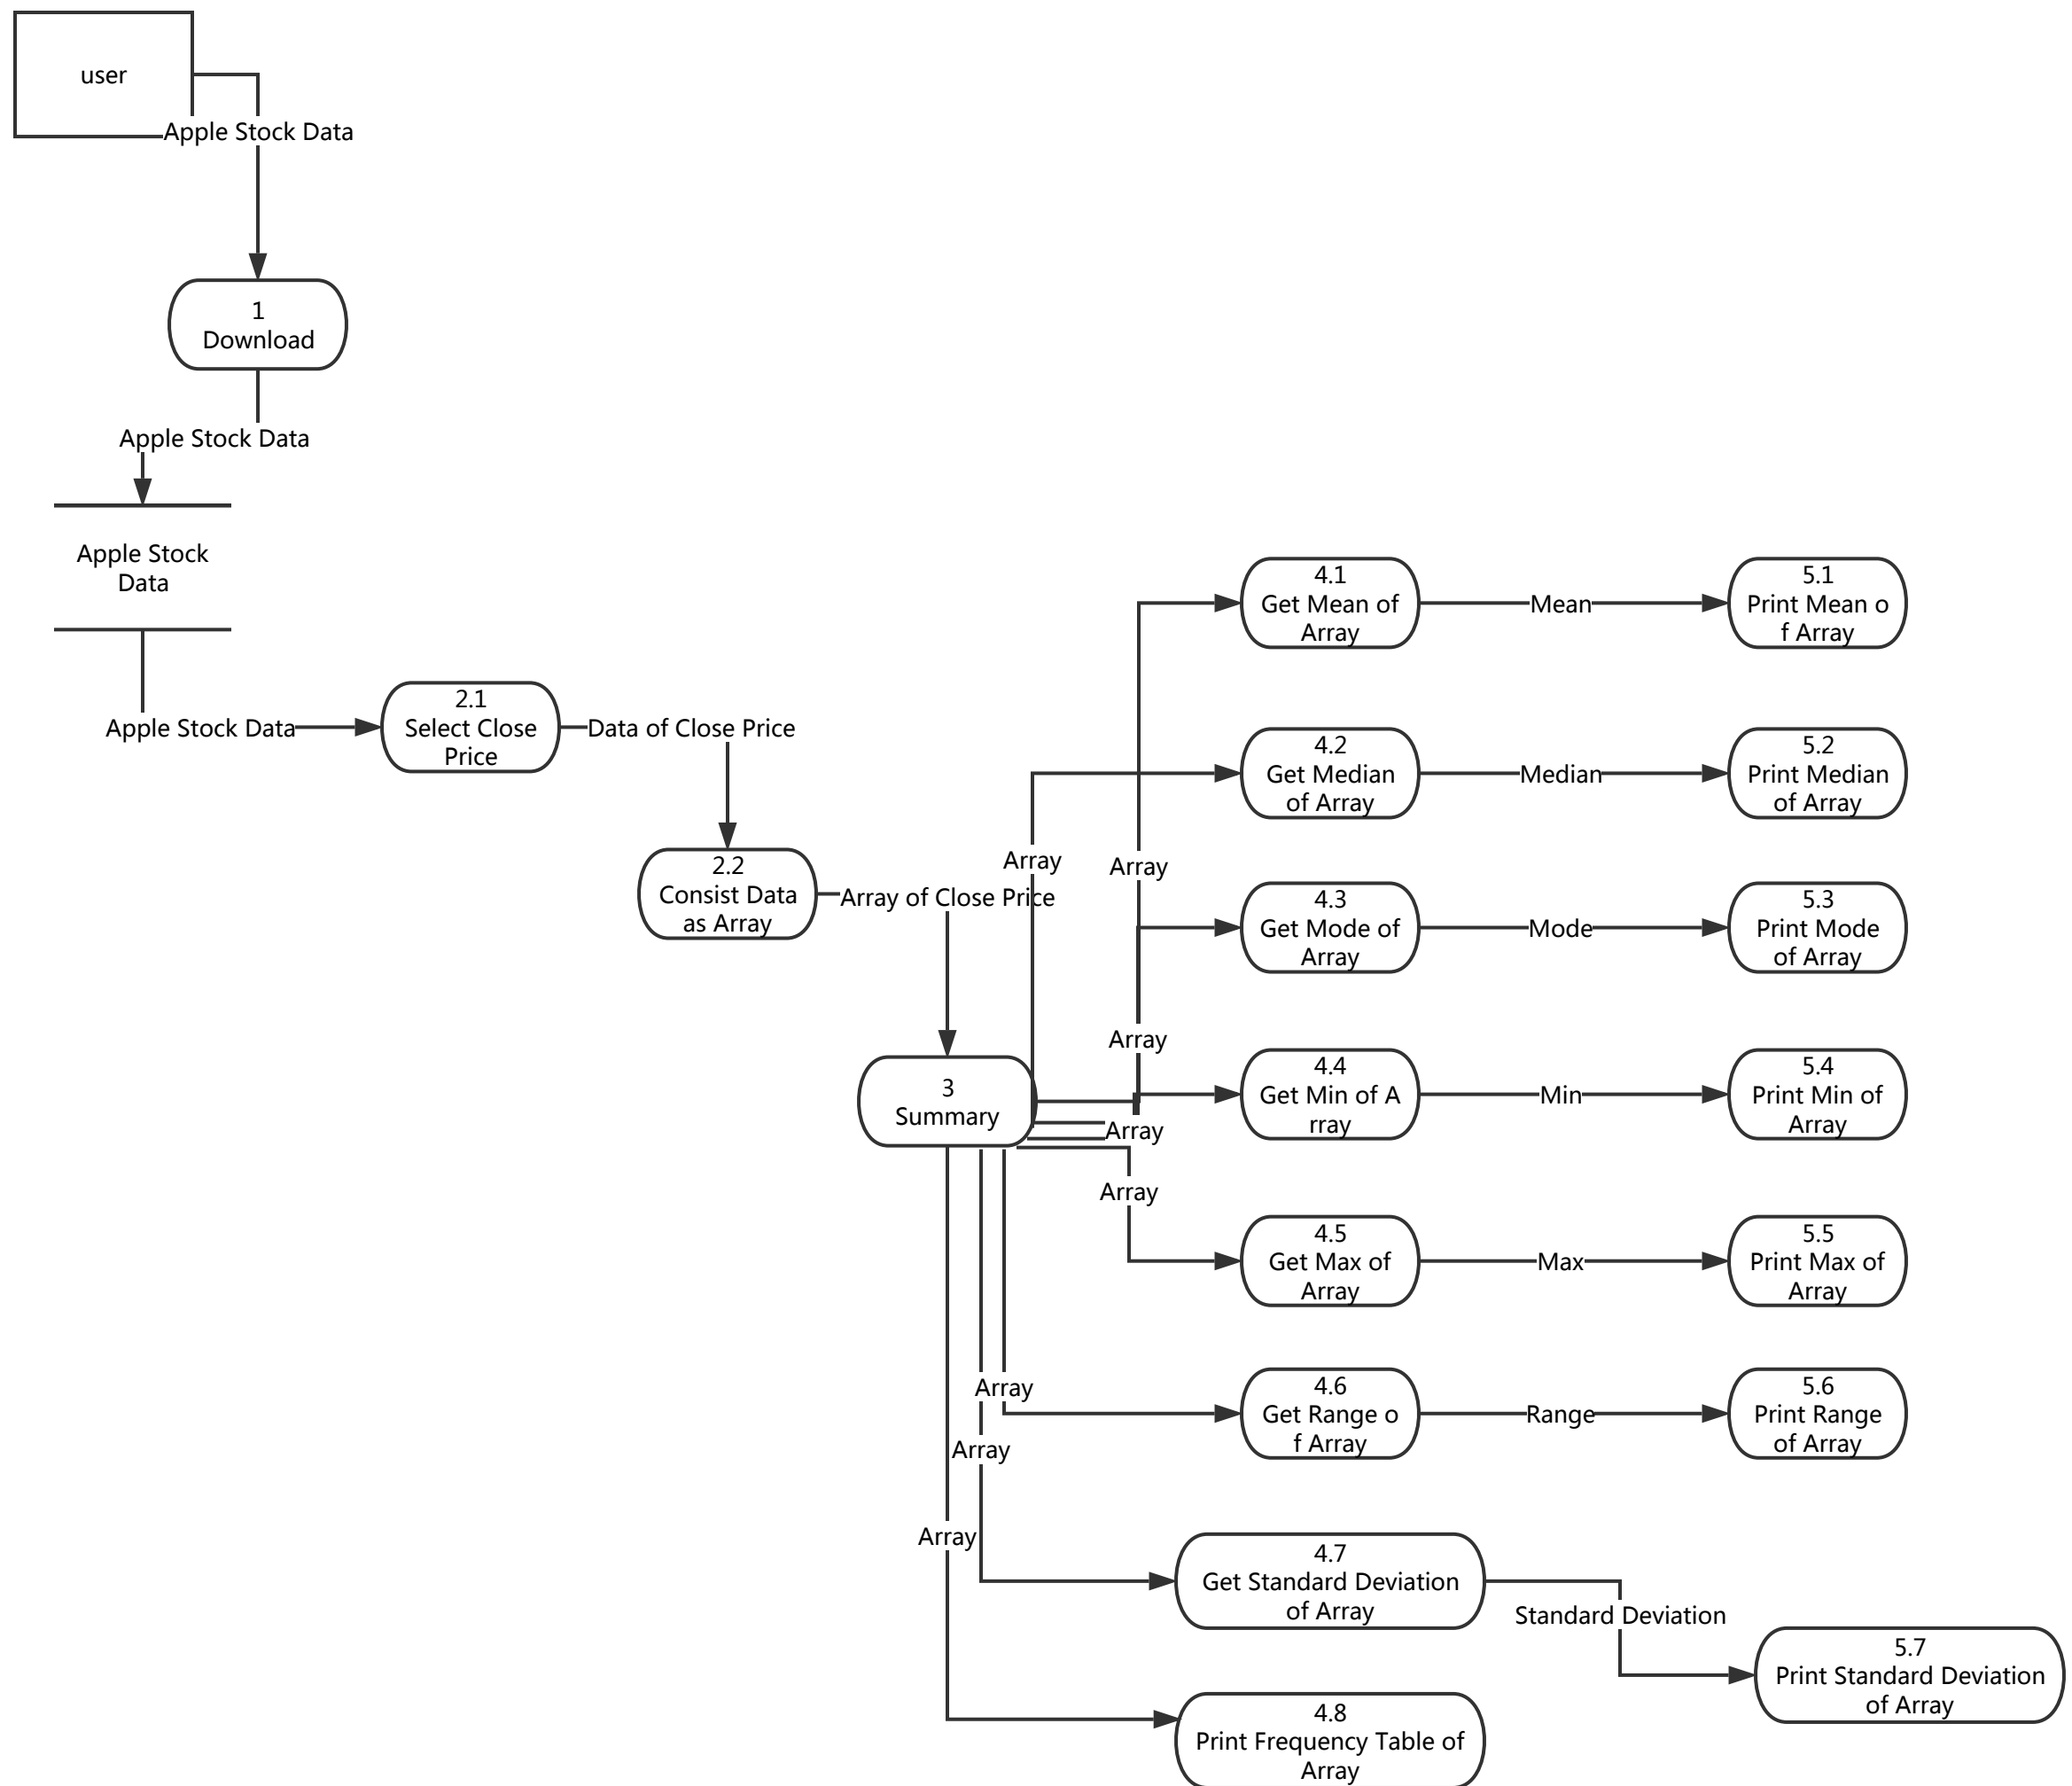 user
Apple Stock Data
1
Download
Apple Stock Data
Apple Stock
Data
Apple Stock Data
2.1
Select Close
Price
Data of Close Price
2.2
Consist Data
as Array
Array of Close Price
3
Summary
Array
Array
Array
Array
Array
Array
Array
Array
4.1
Get Mean of
Array
Mean
5.1
Print Mean o
f Array
4.2
Get Median
of Array
Median
5.2
Print Median
of Array
4.3
Get Mode of
Array
Mode
5.3
Print Mode
of Array
4.4
Get Min of A
rray
Min
5.4
Print Min of
Array
4.5
Get Max of
Array
Max
5.5
Print Max of
Array
4.6
Get Range o
f Array
Range
5.6
Print Range
of Array
4.7
Get Standard Deviation
of Array
Standard Deviation
5.7
Print Standard Deviation
of Array
4.8
Print Frequency Table of
Array